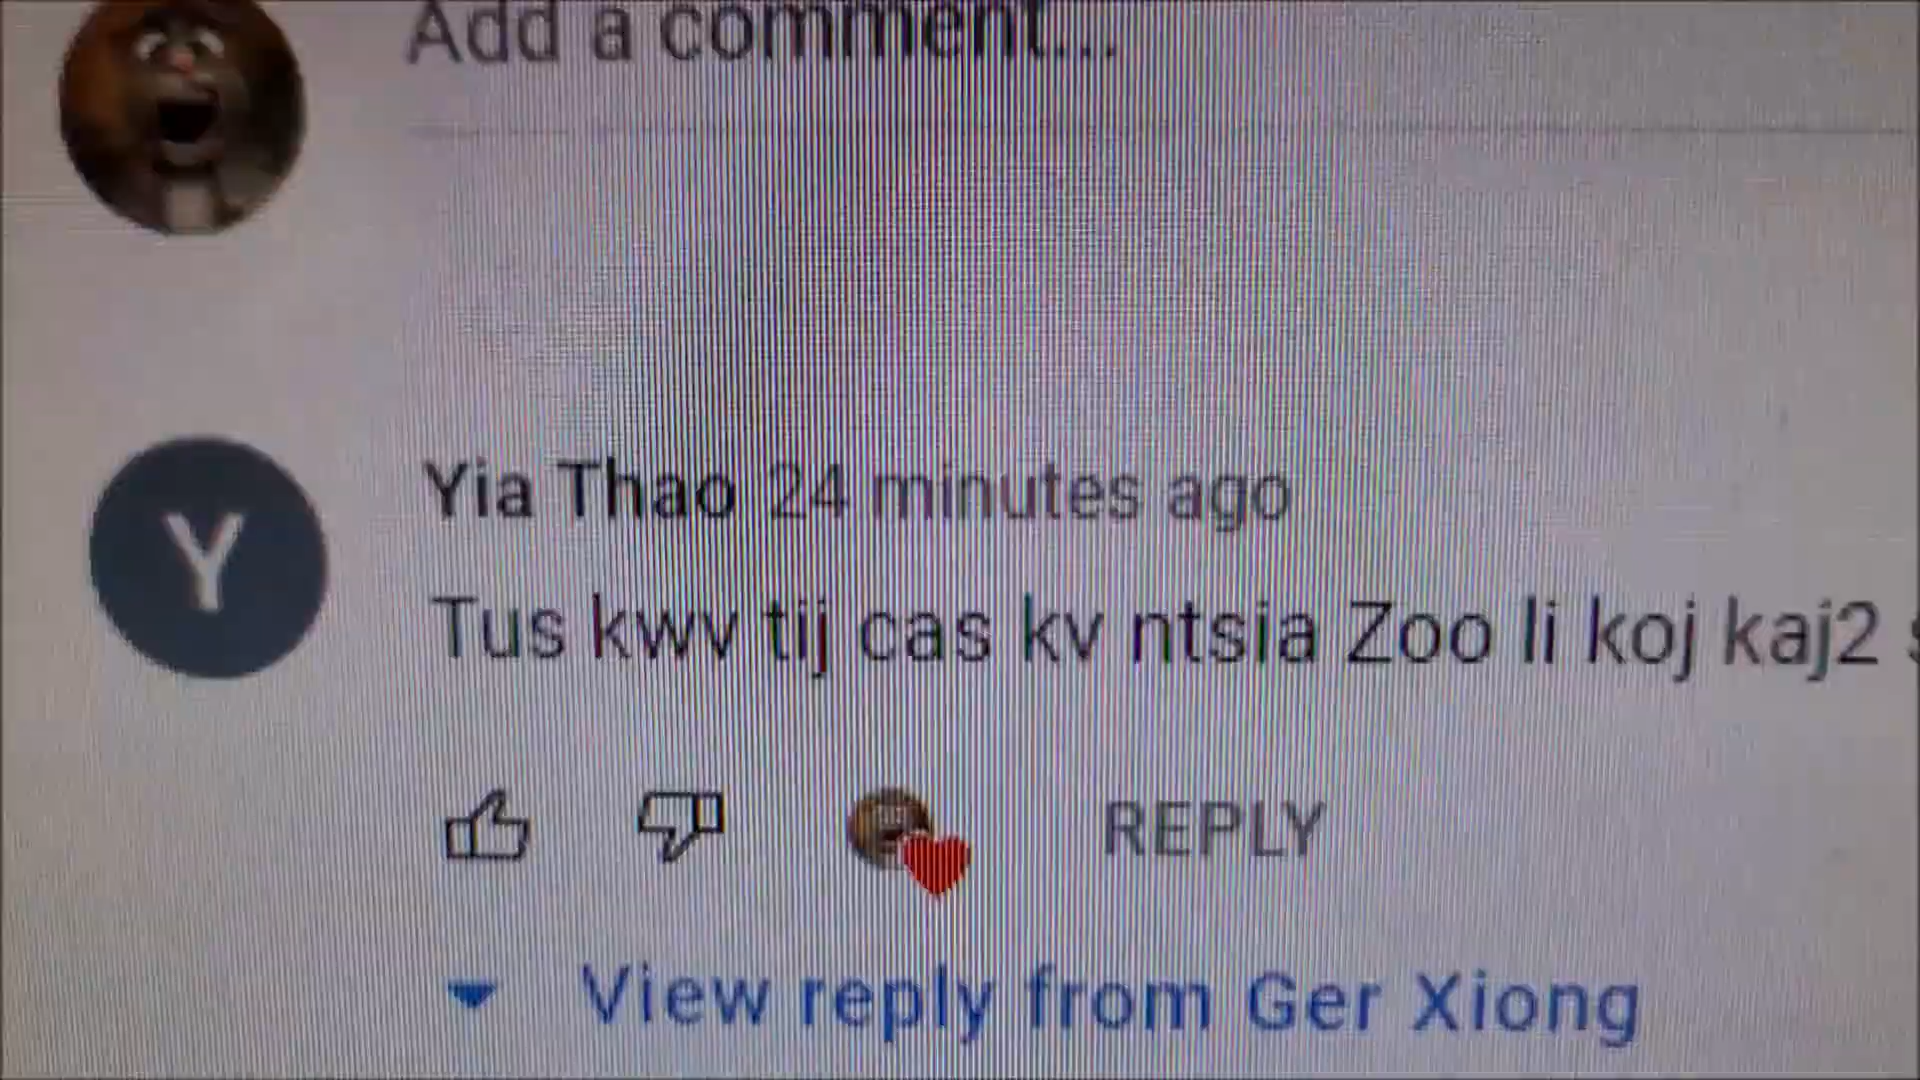 Add a comment...
Yia Thao 24 minutes ago
Y
Tus kwv tij cas kv ntsia Zoo li koj kaj2
REPLY
View reply from Ger Xiong